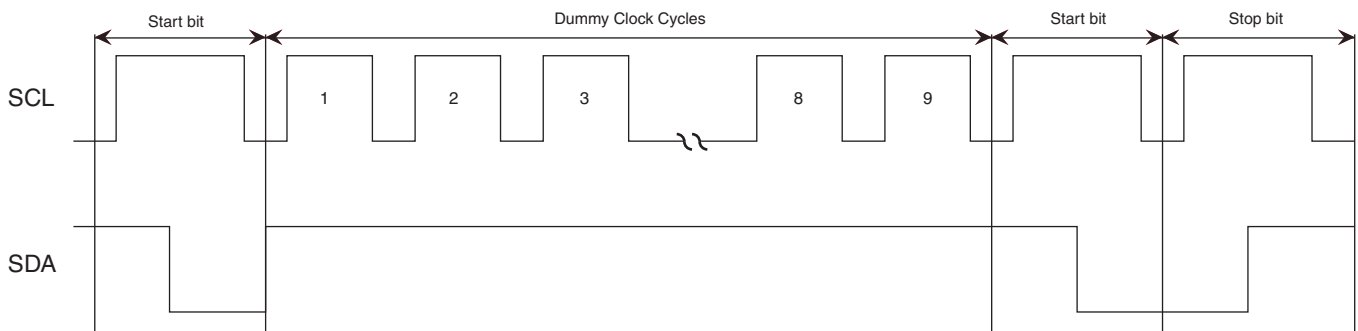 Start bit
Dummy Clock Cycles
Start bit
Stop bit
SCL
1
2
3
8
9
SDA